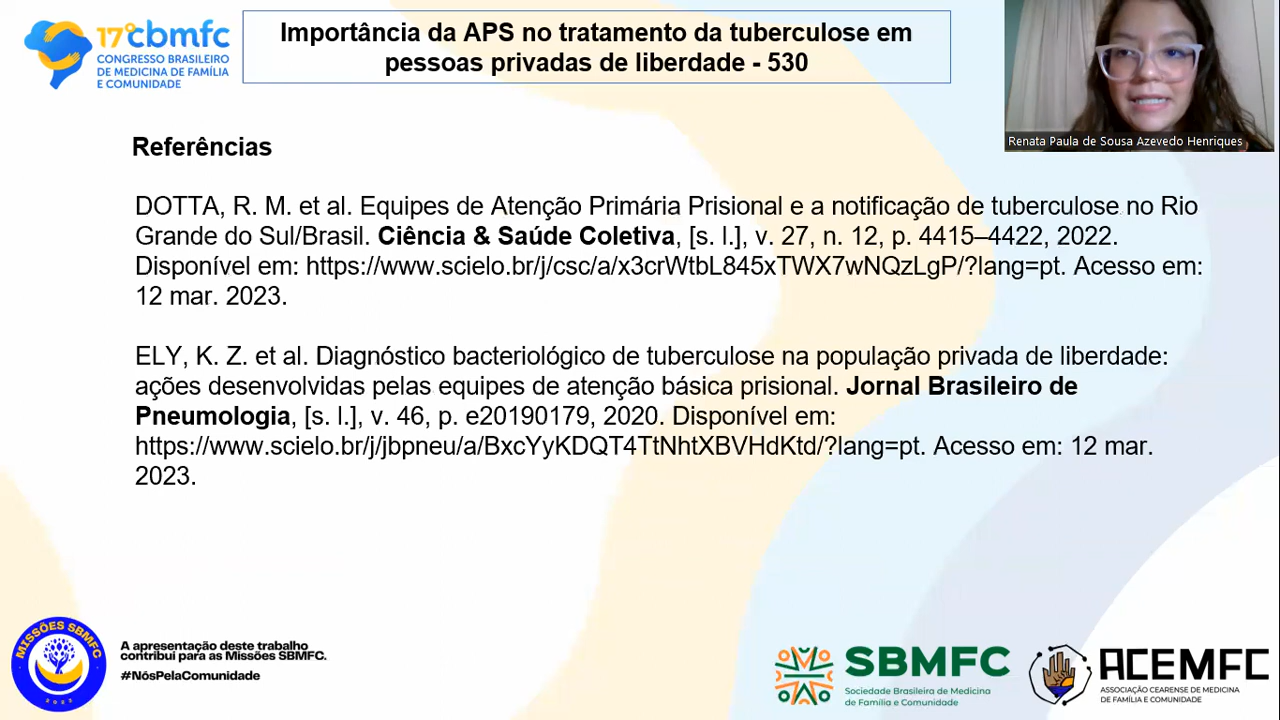 17º cbmfc
CONGRESSO BRASILEIRO
DE MEDICINA DE FAMÍLIA
E COMUNIDADE
Importância da APS no tratamento da tuberculose em
pessoas privadas de liberdade - 530
Renata Paula de Sousa Azevedo Henriques
Referências
DOTTA, R. M. et al. Equipes de Atenção Primária Prisional e a notificação de tuberculose no Rio
Grande do Sul/Brasil. Ciência & Saúde Coletiva, [s. l.], v. 27, n. 12, p. 4415–4422, 2022.
Disponível em: https://www.scielo.br/j/csc/a/x3crWtbL845xTWX7wNQzLgP/?lang=pt. Acesso em:
12 mar. 2023.
ELY, K. Z. et al. Diagnóstico bacteriológico de tuberculose na população privada de liberdade:
ações desenvolvidas pelas equipes de atenção básica prisional. Jornal Brasileiro de
Pneumologia, [s. l.], v. 46, p. e20190179, 2020. Disponível em:
https://www.scielo.br/j/jbpneu/a/BxcYyKDQT4TtNhtXBVHdKtd/?lang=pt. Acesso em: 12 mar.
2023.
MISSÕES SBMFC
2023
A apresentação deste trabalho
contribui para as Missões SBMFC.
#NósPelaComunidade
SBMFC
Sociedade Brasileira de Medicina
de Família e Comunidade
ACEMFC
ASSOCIAÇÃO CEARENSE DE MEDICINA
DE FAMÍLIA E COMUNIDADE